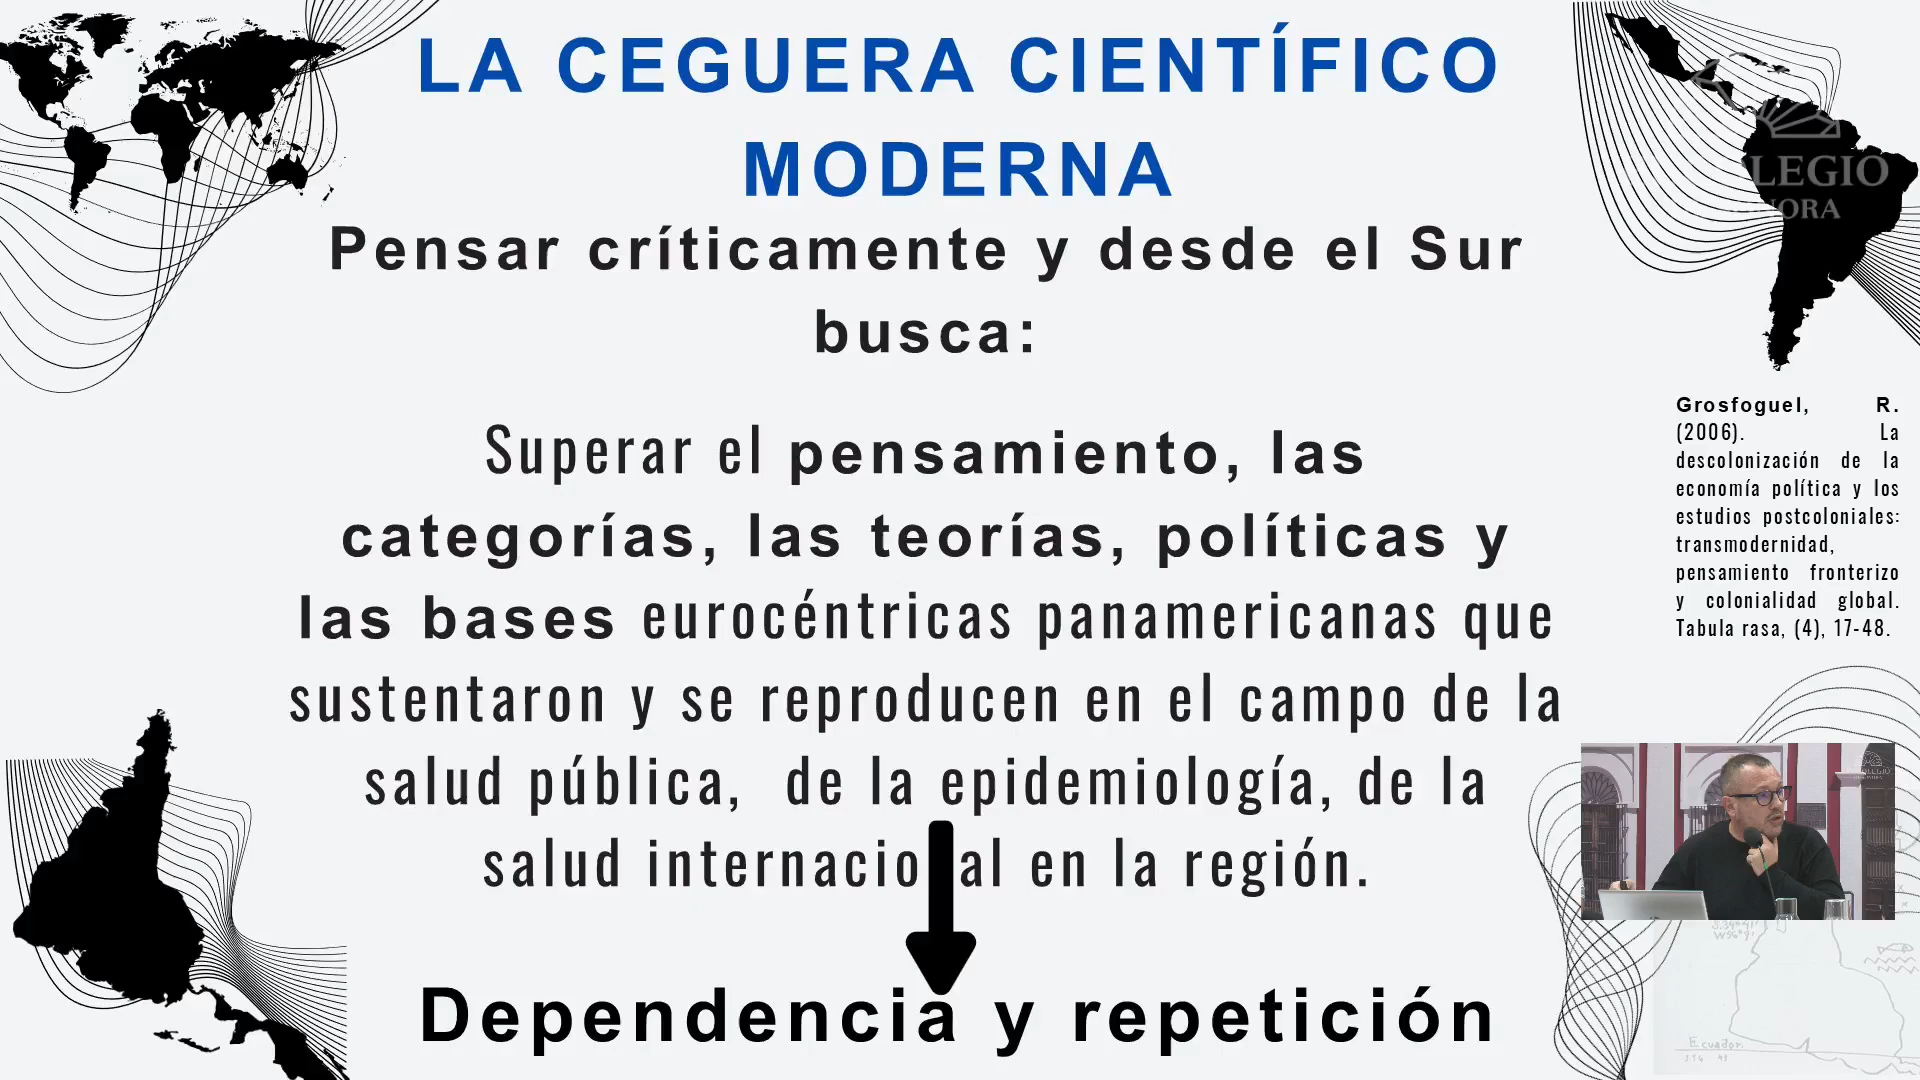 LA CEGUERA CIENTÍFICO
MODERNA
Pensar críticamente y desde el Sur
busca:
Superar el pensamiento, las
categorías, las teorías, políticas y
las bases eurocéntricas panamericanas que
sustentaron y se reproducen en el campo de la
salud pública, de la epidemiología, de la
salud internacional en la región.
Dependencia y repetición
LEGIO
NORA
Grosfoguel, R.
(2006). La
descolonización de la
economía política y los
estudios postcoloniales:
transmodernidad,
pensamiento fronterizo
y colonialidad global.
Tabula rasa, (4), 17-48.
Ecuador